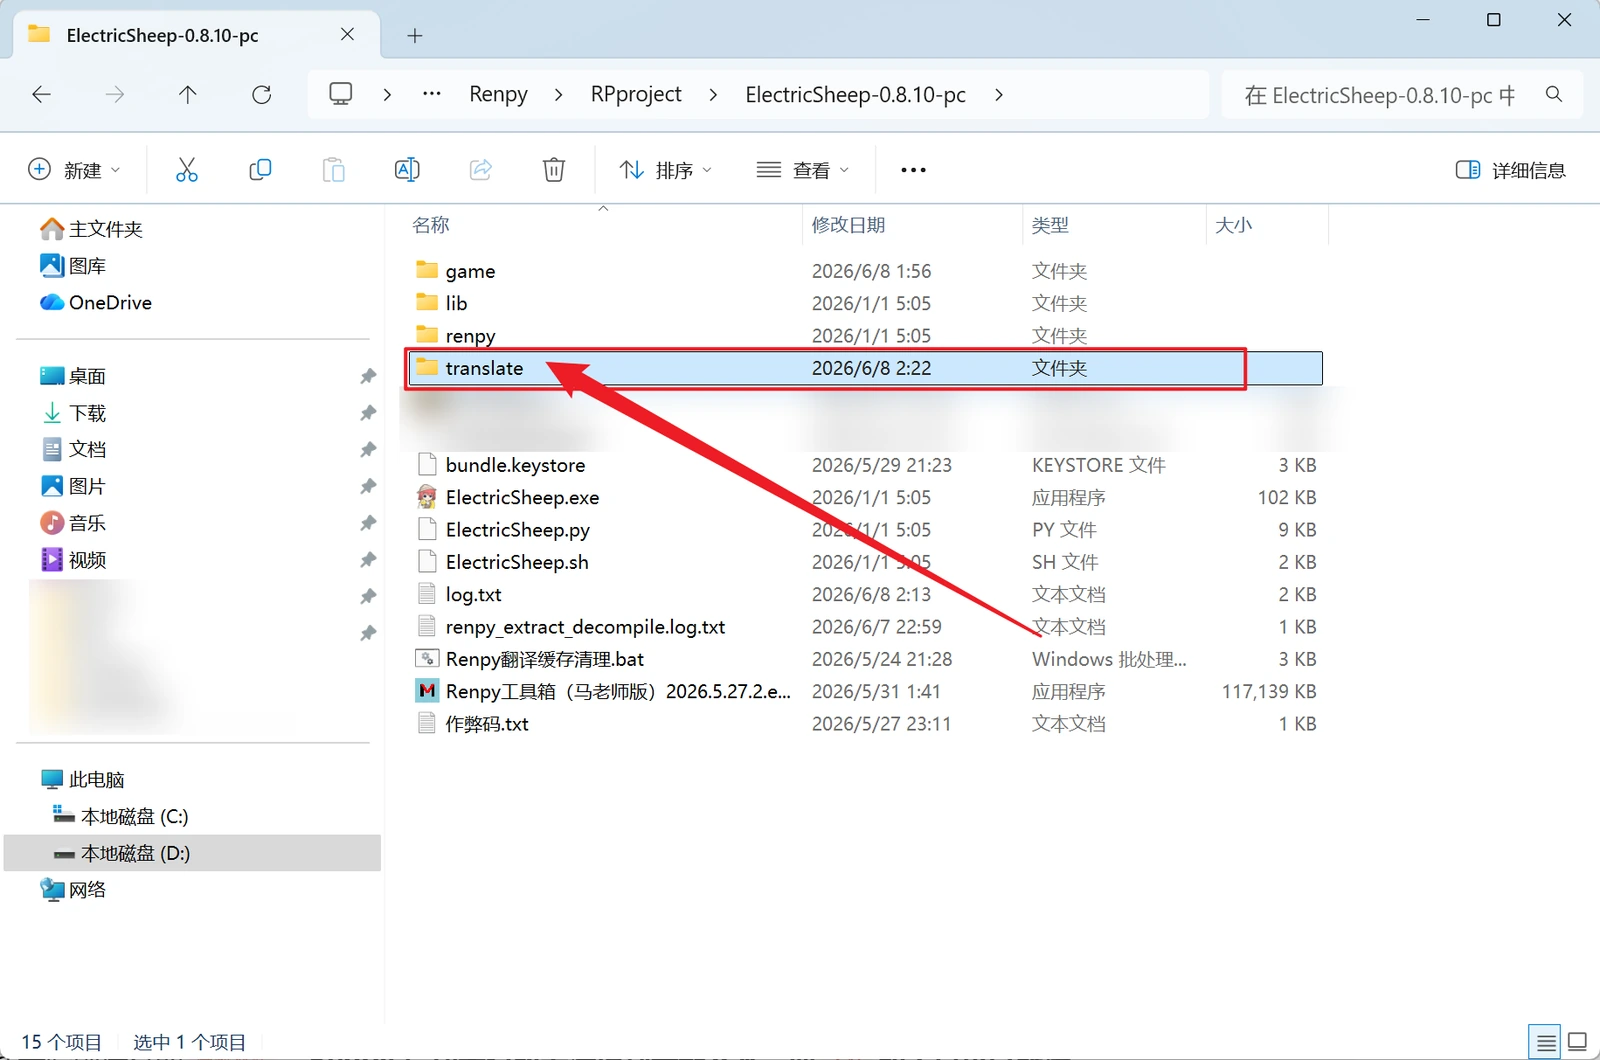 ElectricSheep-0.8.10-pc
Renpy > RPproject > ElectricSheep-0.8.10-pc >
在 ElectricSheep-0.8.10-pc 中
新建
排序
查看
详细信息
名称 修改日期 类型 大小
主文件夹
图库
OneDrive
桌面
下载
文档
图片
音乐
视频
此电脑
本地磁盘 (C:)
本地磁盘 (D:)
网络
game 2026/6/8 1:56 文件夹
lib 2026/1/1 5:05 文件夹
renpy 2026/1/1 5:05 文件夹
translate 2026/6/8 2:22 文件夹
bundle.keystore 2026/5/29 21:23 KEYSTORE 文件 3 KB
ElectricSheep.exe 2026/1/1 5:05 应用程序 102 KB
ElectricSheep.py 2026/1/1 5:05 PY 文件 9 KB
ElectricSheep.sh 2026/1/1 5:05 SH 文件 2 KB
log.txt 2026/6/8 2:13 文本文档 2 KB
renpy_extract_decompile.log.txt 2026/6/7 22:59 文本文档 1 KB
Renpy翻译缓存清理.bat 2026/5/24 21:28 Windows 批处理... 3 KB
Renpy工具箱（马老师版）2026.5.27.2.e... 2026/5/31 1:41 应用程序 117,139 KB
作弊码.txt 2026/5/27 23:11 文本文档 1 KB
15 个项目 选中 1 个项目